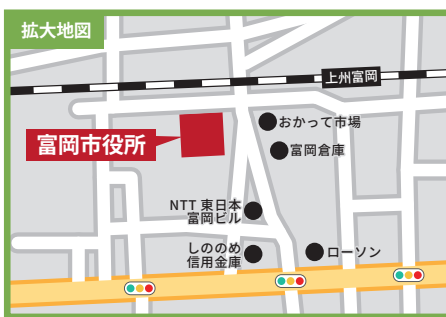 拡大地図
上州富岡
おかって市場
富岡市役所
富岡倉庫
NTT 東日本
富岡ビル
しののめ
信用金庫
ローソン